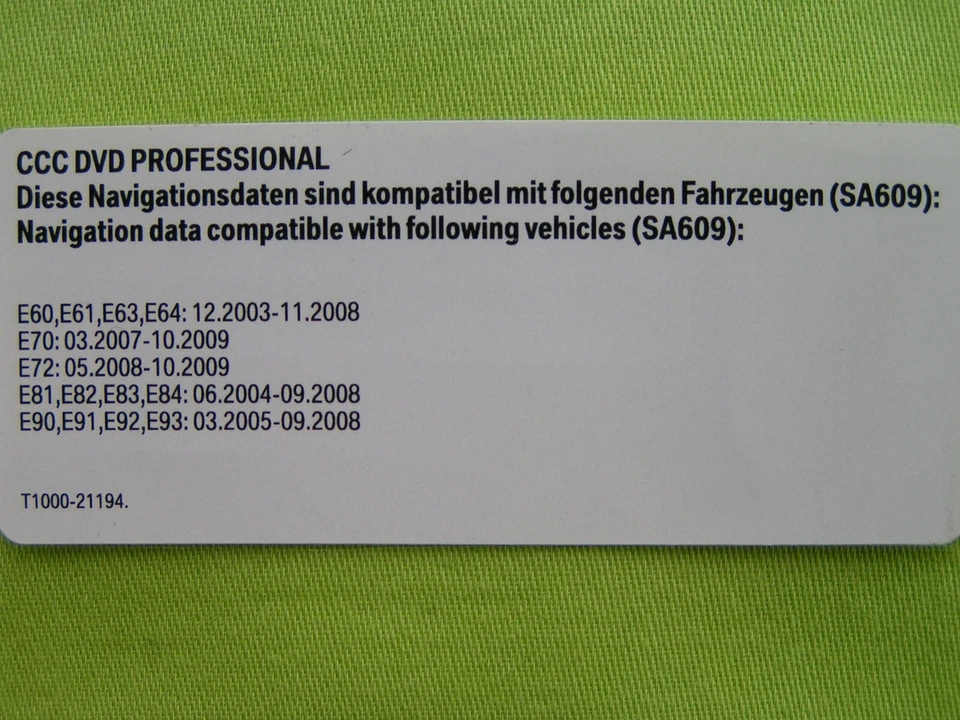 CCC DVD PROFESSIONAL
Diese Navigationsdaten sind kompatibel mit folgenden Fahrzeugen (SA609):
Navigation data compatible with following vehicles (SA609):
E60,E61,E63,E64: 12.2003-11.2008
E70: 03.2007-10.2009
E72: 05.2008-10.2009
E81,E82,E83,E84: 06.2004-09.2008
E90,E91,E92,E93: 03.2005-09.2008
T1000-21194.